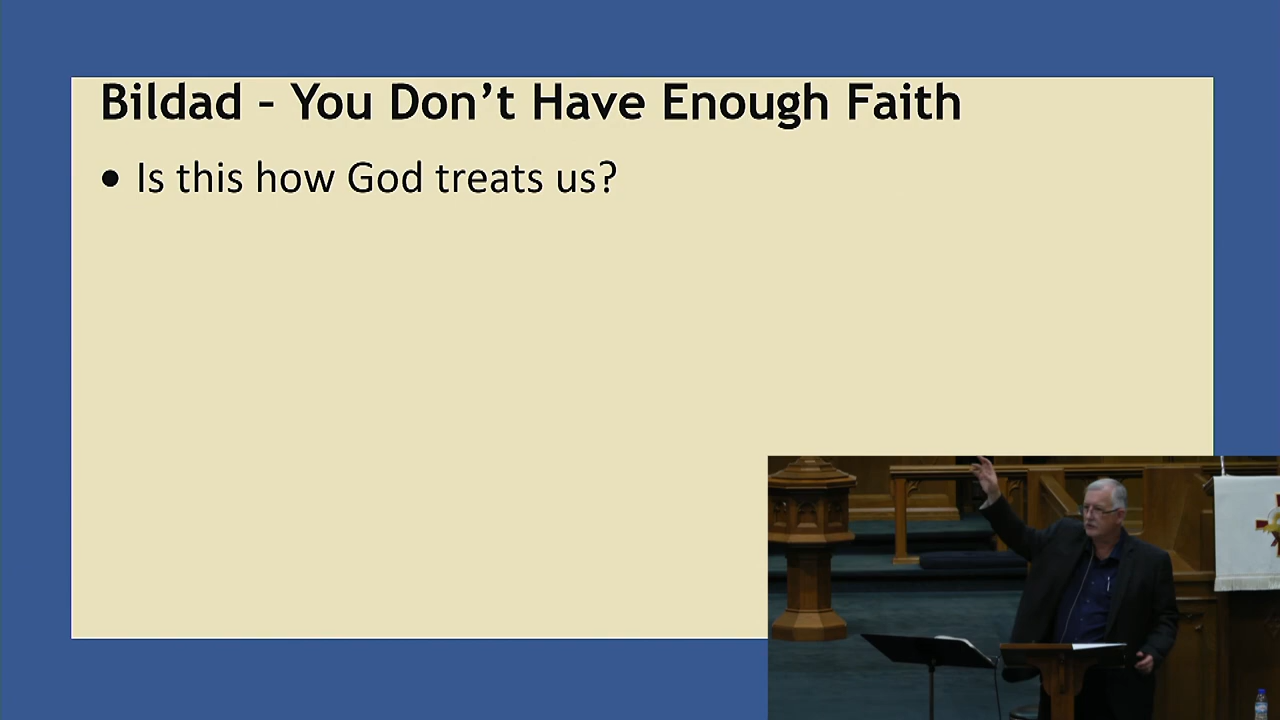 Bildad – You Don’t Have Enough Faith
• Is this how God treats us?